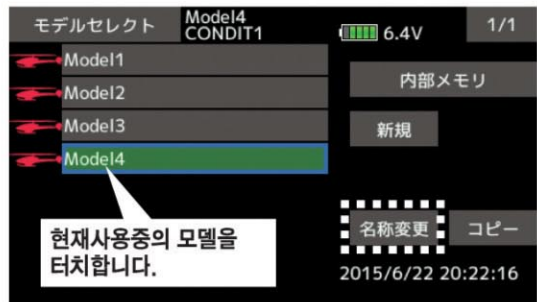 モデルセレクト
Model4
CONDIT1
6.4V
1/1
Model1
Model2
Model3
Model4
内部メモリ
新規
현재사용중의 모델을
터치합니다.
名称変更
コピー
2015/6/22 20:22:16